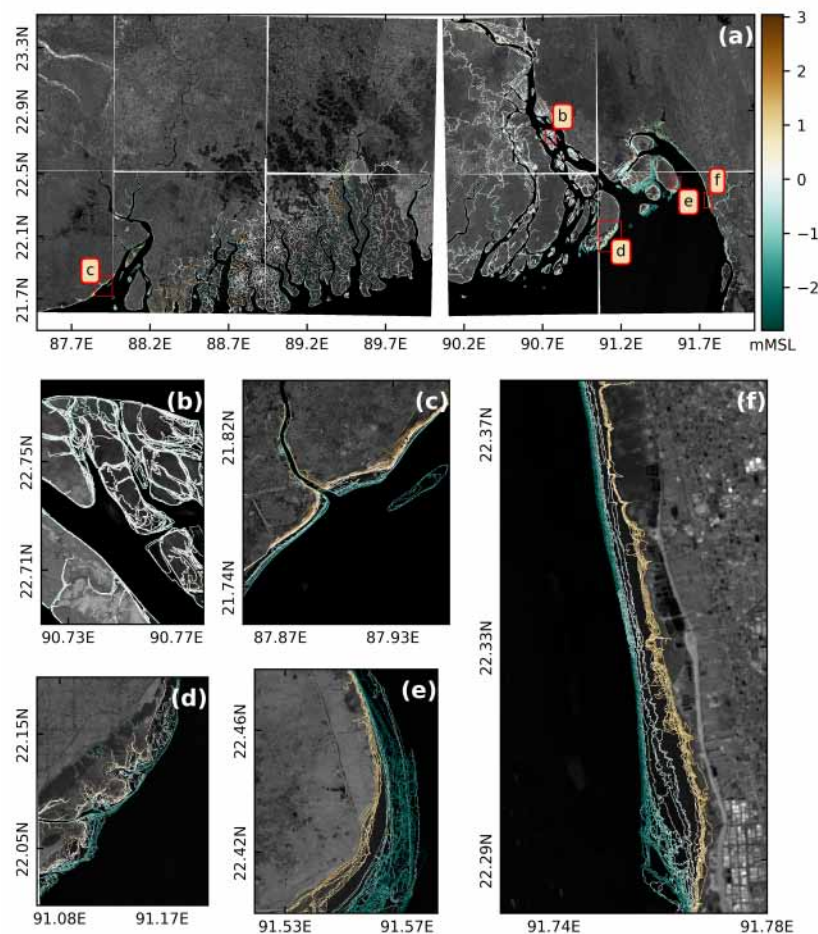 (a)
23.3N
22.9N
22.5N
22.1N
21.7N
b
c
d
e
f
87.7E 88.2E 88.7E 89.2E 89.7E 90.2E 90.7E 91.2E 91.7E
3
2
1
0
−1
−2
mMSL
(b)
22.75N
22.71N
90.73E 90.77E
(c)
21.82N
21.74N
87.87E 87.93E
(d)
22.15N
22.05N
91.08E 91.17E
(e)
22.46N
22.42N
91.53E 91.57E
(f)
22.37N
22.33N
22.29N
91.74E 91.78E